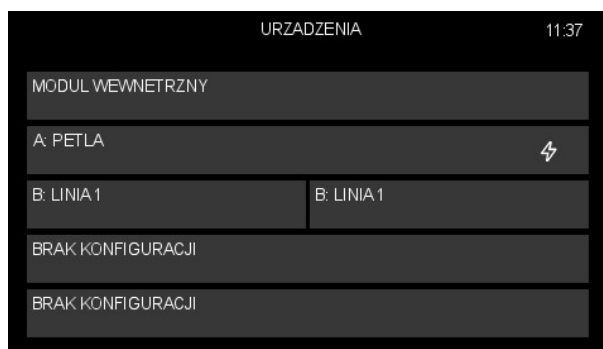 URZADZENIA 11:37
MODUL WEWNETRZNY
A: PETLA
B: LINIA 1 B: LINIA 1
BRAK KONFIGURACJI
BRAK KONFIGURACJI